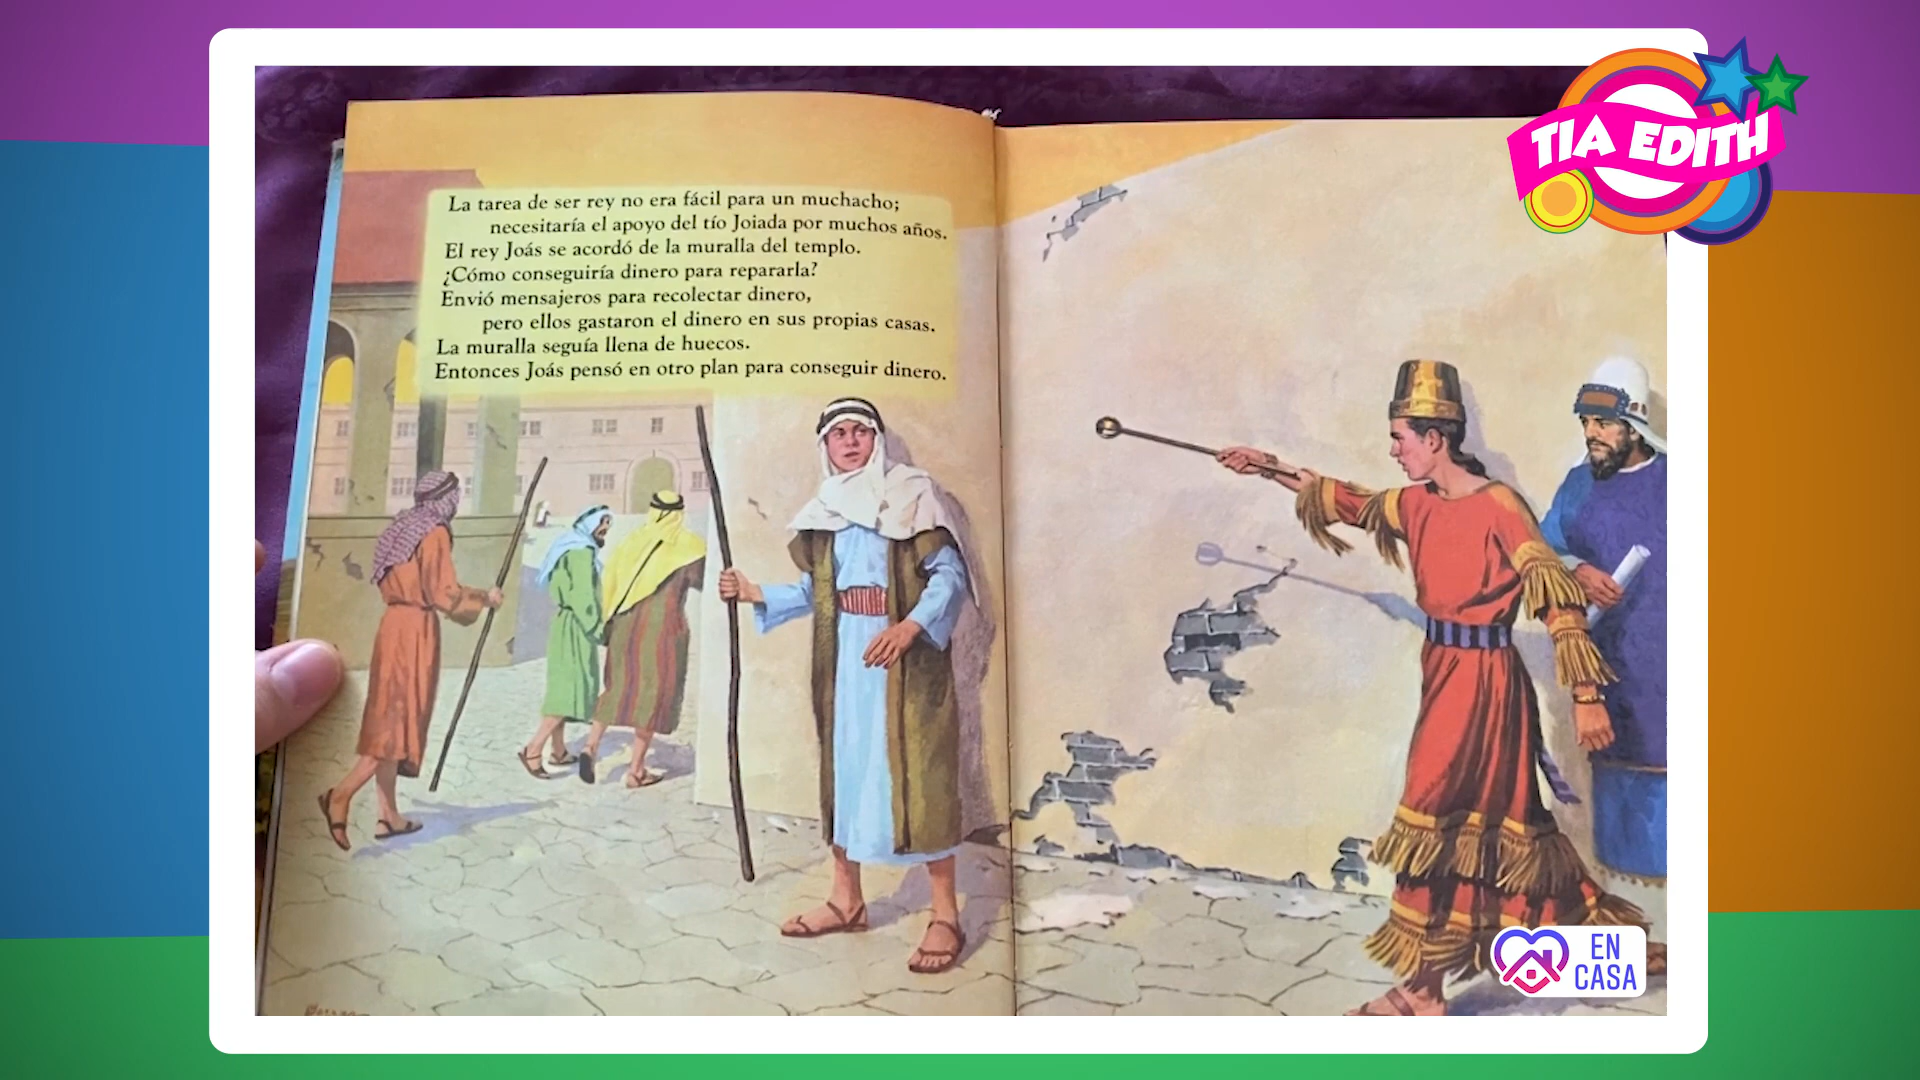 TIA EDITH
La tarea de ser rey no era fácil para un muchacho;
necesitaría el apoyo del tío Joiada por muchos años.
El rey Joás se acordó de la muralla del templo.
¿Cómo conseguiría dinero para repararla?
Envió mensajeros para recolectar dinero,
pero ellos gastaron el dinero en sus propias casas.
La muralla seguía llena de huecos.
Entonces Joás pensó en otro plan para conseguir dinero.
EN
CASA